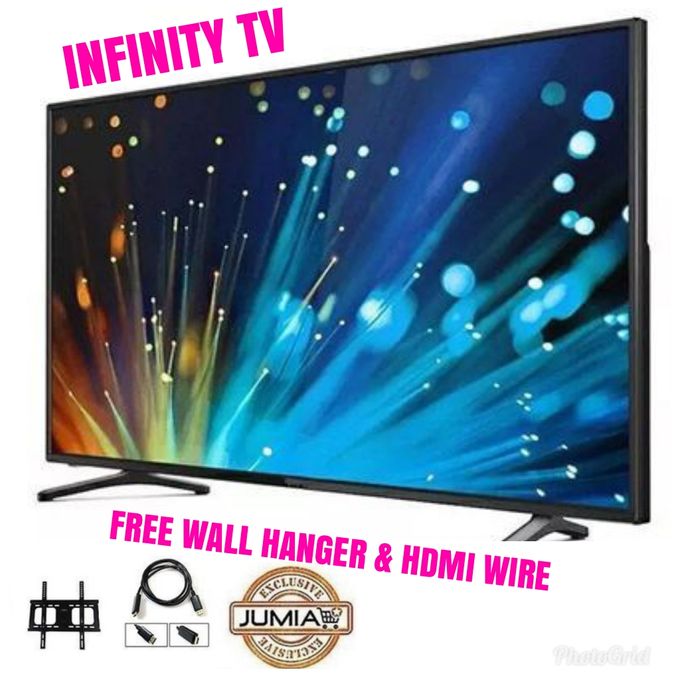 INFINITY TV
FREE WALL HANGER & HDMI WIRE
EXCLUSIVE
JUMIA
EXCLUSIVE
PhotoGrid